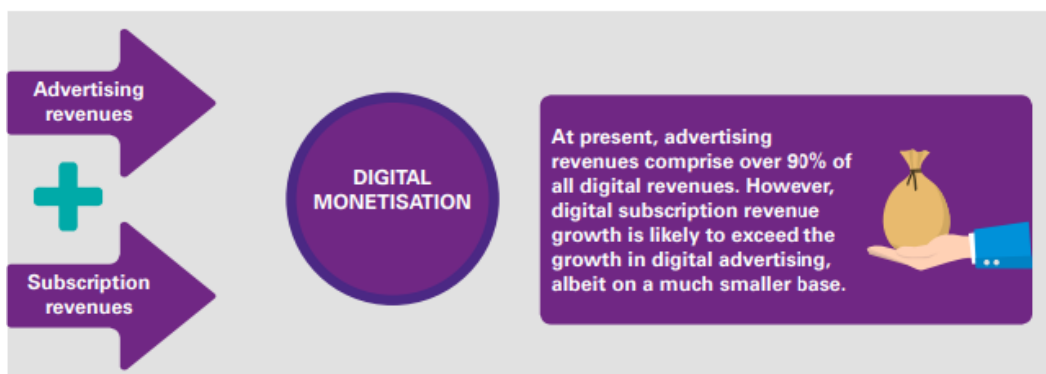 Advertising
revenues
Subscription
revenues
DIGITAL
MONETISATION
At present, advertising
revenues comprise over 90% of
all digital revenues. However,
digital subscription revenue
growth is likely to exceed the
growth in digital advertising,
albeit on a much smaller base.